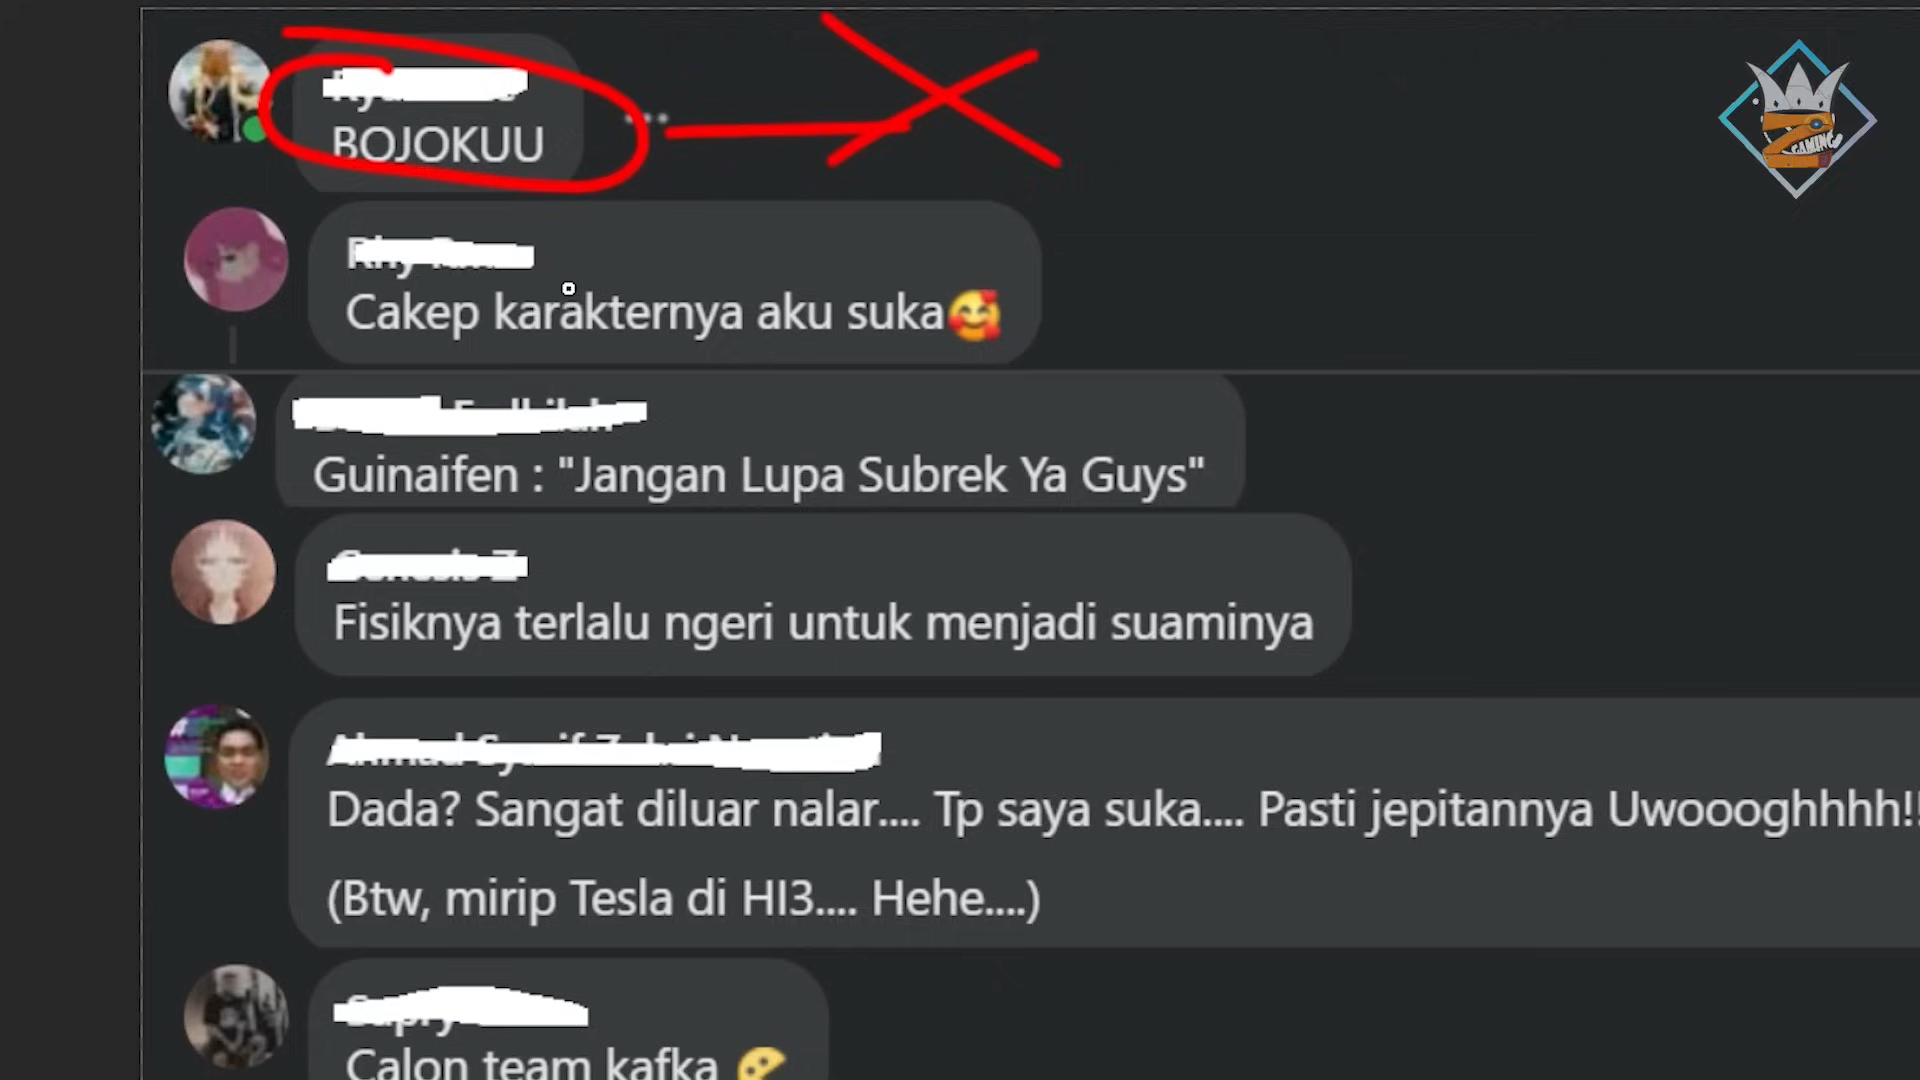 BOJOKUU
Cakep karakternya aku suka🥰
Guinaifen : "Jangan Lupa Subrek Ya Guys"
Fisiknya terlalu ngeri untuk menjadi suaminya
Dada? Sangat diluar nalar.... Tp saya suka.... Pasti jepitannya Uwoooghhhh!!
(Btw, mirip Tesla di HI3.... Hehe....)
Calon team kafka
GAMING